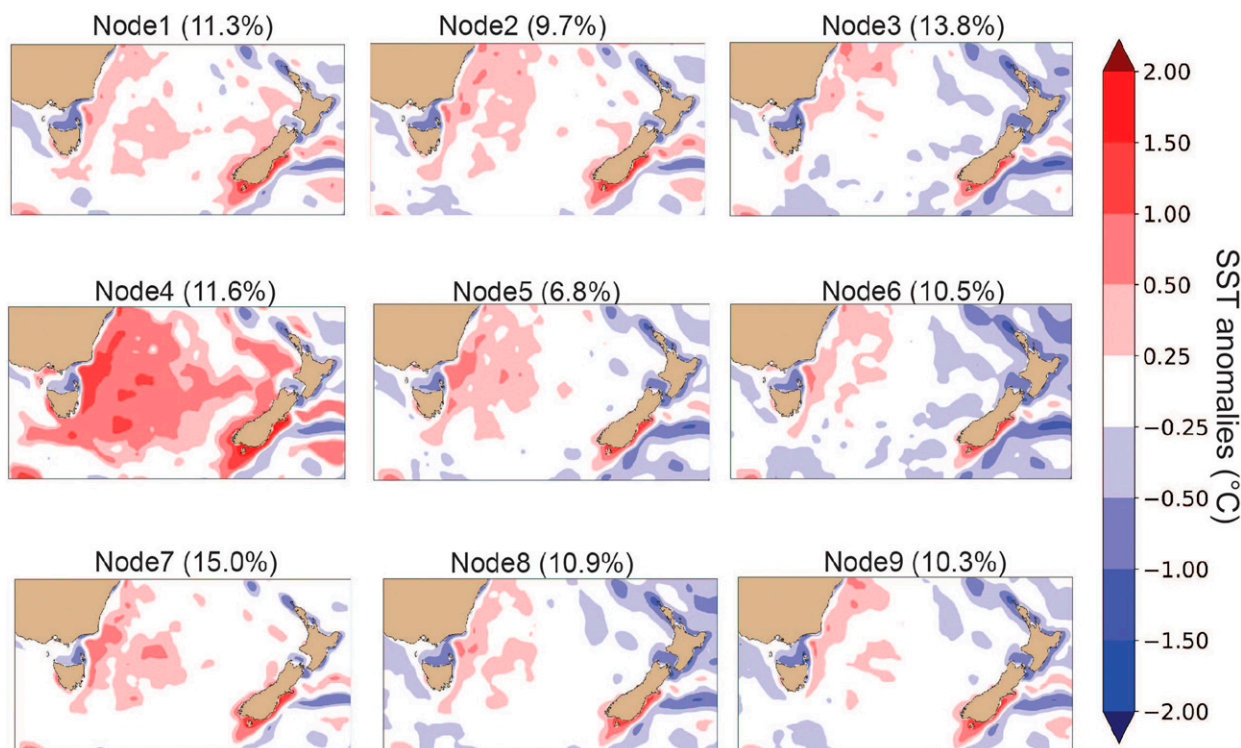 Node1 (11.3%)
Node2 (9.7%)
Node3 (13.8%)
Node4 (11.6%)
Node5 (6.8%)
Node6 (10.5%)
Node7 (15.0%)
Node8 (10.9%)
Node9 (10.3%)
2.00
1.50
1.00
0.50
0.25
−0.25
−0.50
−1.00
−1.50
−2.00
SST anomalies (°C)